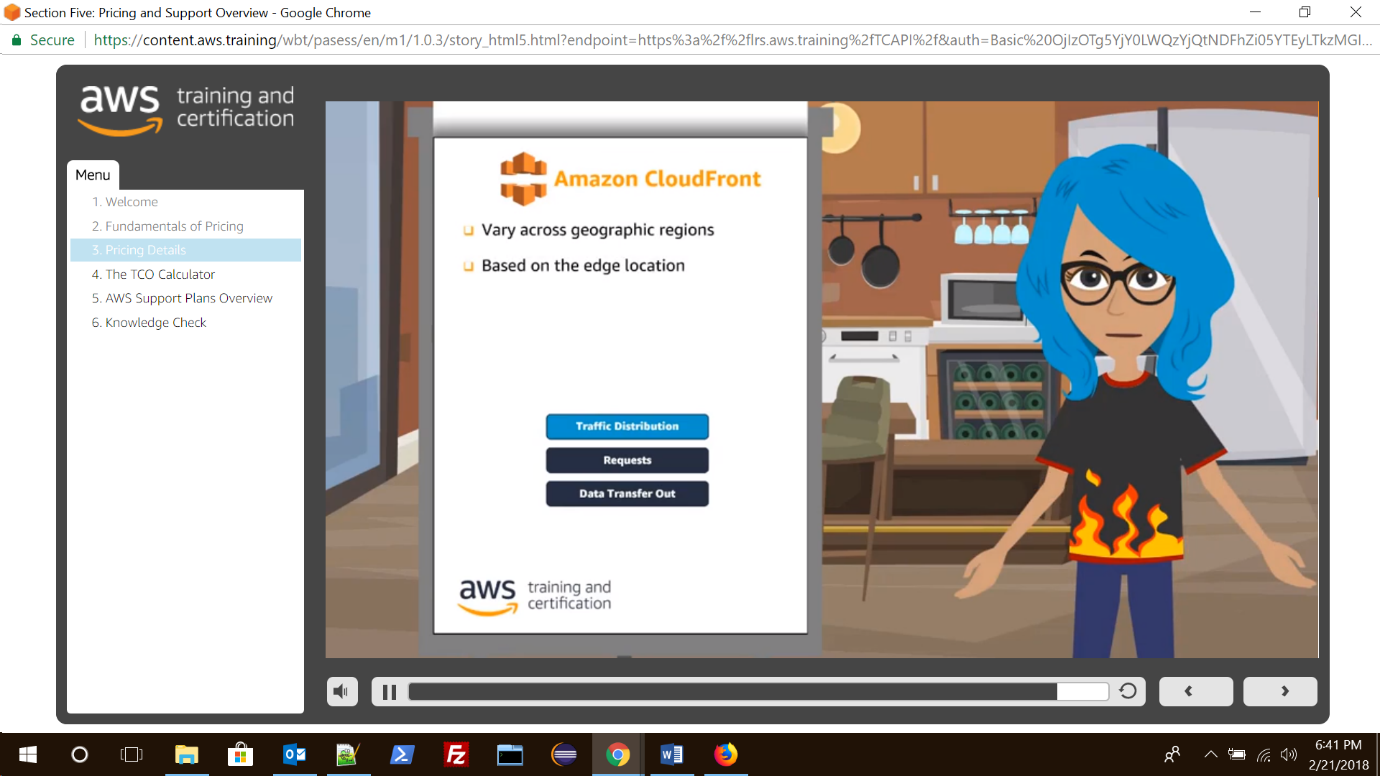 Section Five: Pricing and Support Overview - Google Chrome
Secure
https://content.aws.training/wbt/pasess/en/m1/1.0.3/story_html5.html?endpoint=https%3a%2f%2flrs.aws.training%2fTCAPI%2f&auth=Basic%20OjIzOTg5YjY0LWQzYjQtNDFhZi05YTEyLTkzMGI...
aws training and certification
Menu
1. Welcome
2. Fundamentals of Pricing
3. Pricing Details
4. The TCO Calculator
5. AWS Support Plans Overview
6. Knowledge Check
Amazon CloudFront
Vary across geographic regions
Based on the edge location
Traffic Distribution
Requests
Data Transfer Out
aws training and certification
6:41 PM
2/21/2018